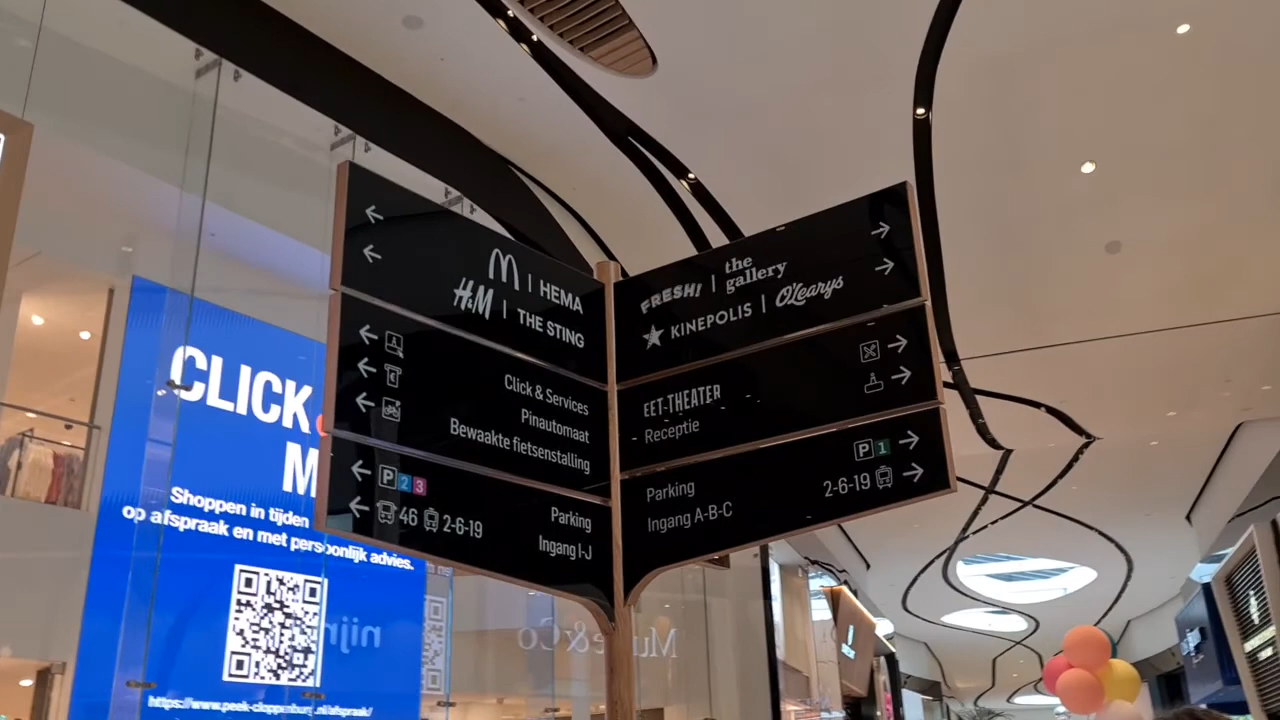 HEMA
H&M | THE STING
Click & Services
Pinautomaat
Bewaakte fietsenstalling
P 2 3 Parking
46 2-6-19 Ingang I-J
FRESH! | the gallery
KINEPOLIS | O'Learys
EET-THEATER
Receptie
Parking P 1
Ingang A-B-C 2-6-19
CLICK
M
Shoppen in tijden
op afspraak en met persoonlijk advies.
https://www.peek-cloppenburg.nl/afspraak/